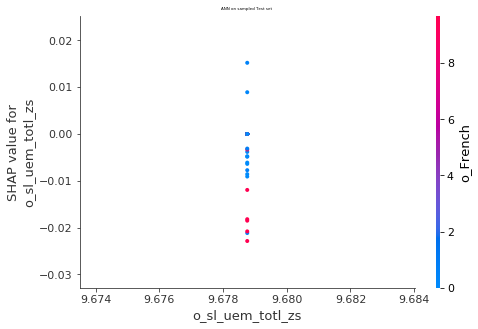 ANN on sampled Test set
0.02
0.01
0.00
−0.01
−0.02
−0.03
SHAP value for
o_sl_uem_totl_zs
9.674 9.676 9.678 9.680 9.682 9.684
o_sl_uem_totl_zs
8
6
4
2
0
o_French